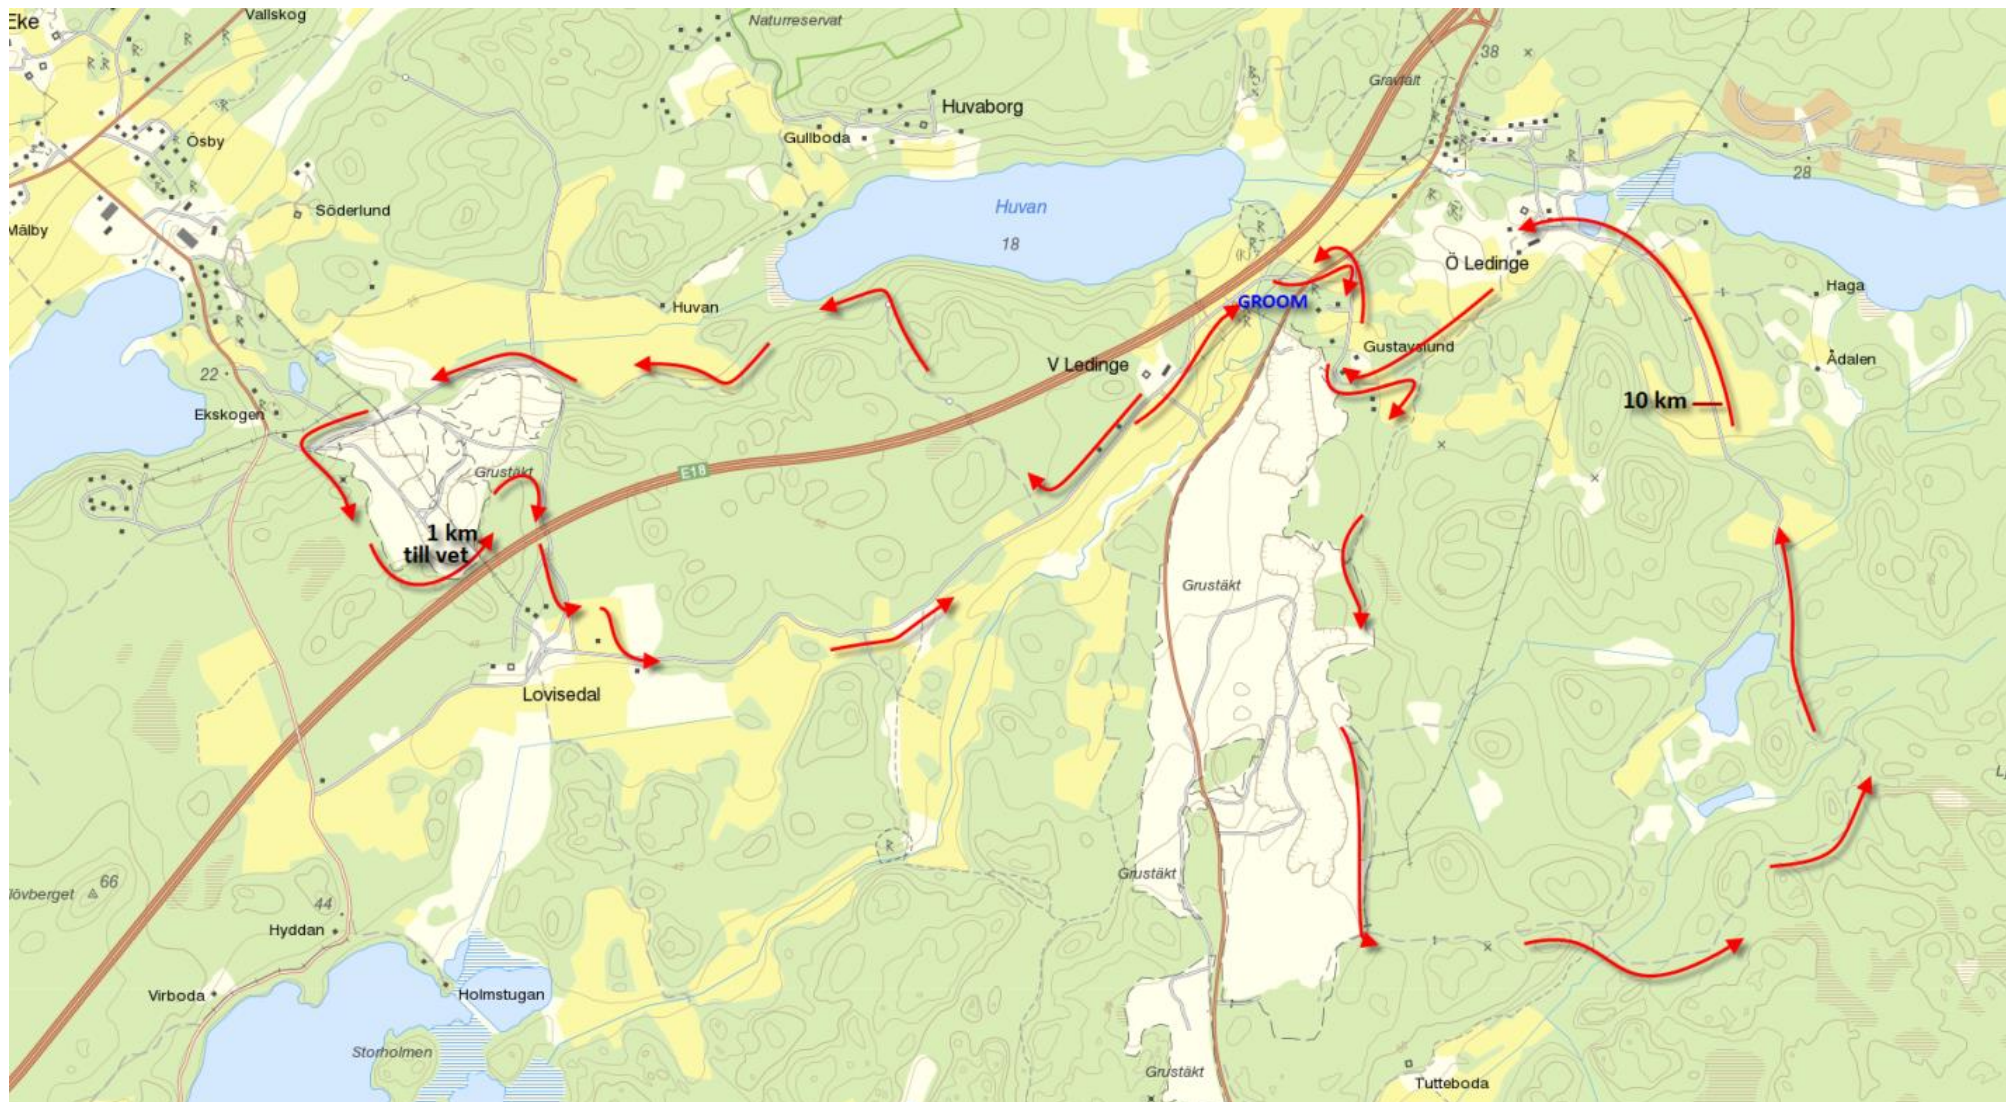 Eke
Vallskog
Naturreservat
38
Gravfält
Huvaborg
Gullboda
Ösby
28
Söderlund
Huvan
18
Mälby
Ö Ledinge
Haga
GROOM
Huvan
Gustavslund
Ådalen
V Ledinge
22
10 km
Ekskogen
Grustäkt
E18
1 km
till vet
Grustäkt
Lovisedal
Grustäkt
66
44
Hyddan
Virboda
Holmstugan
Storholmen
Grustäkt
Tutteboda